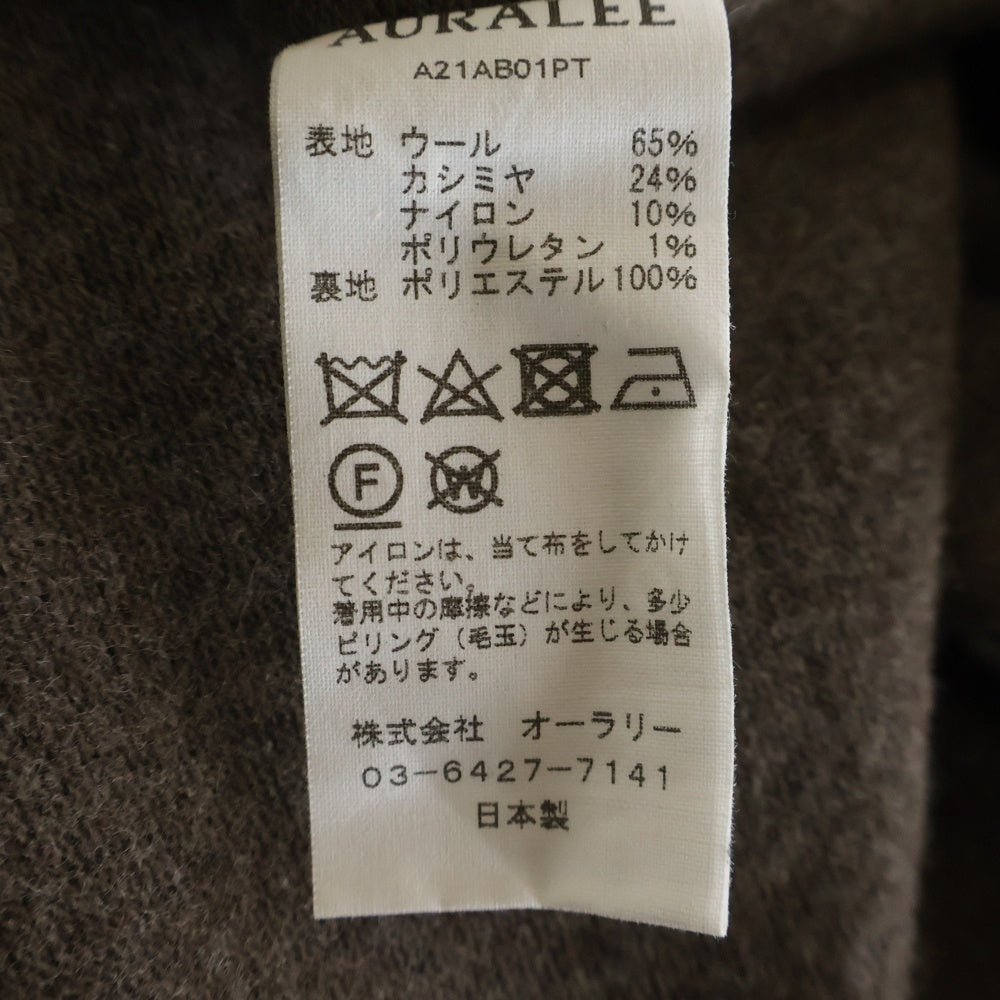 AURALEE
A21AB01PT
表地 ウール 65%
カシミヤ 24%
ナイロン 10%
ポリウレタン 1%
裏地 ポリエステル 100%
F W
アイロンは、当て布をしてかけ
てください。
着用中の摩擦などにより、多少
ピリング（毛玉）が生じる場合
があります。
株式会社 オーラリー
03-6427-7141
日本製